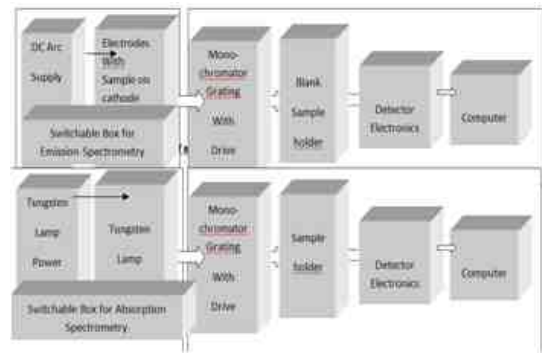 DC Arc
Supply
Electrodes
With
Sample on
cathode
Switchable Box for
Emission Spectrometry
Mono-
chromator
Grating
With
Drive
Blank
Sample
holder
Detector
Electronics
Computer
Tungsten
Lamp
Power
Tungsten
Lamp
Switchable Box for Absorption
Spectrometry
Mono-
chromator
Grating
With
Drive
Sample
holder
Detector
Electronics
Computer